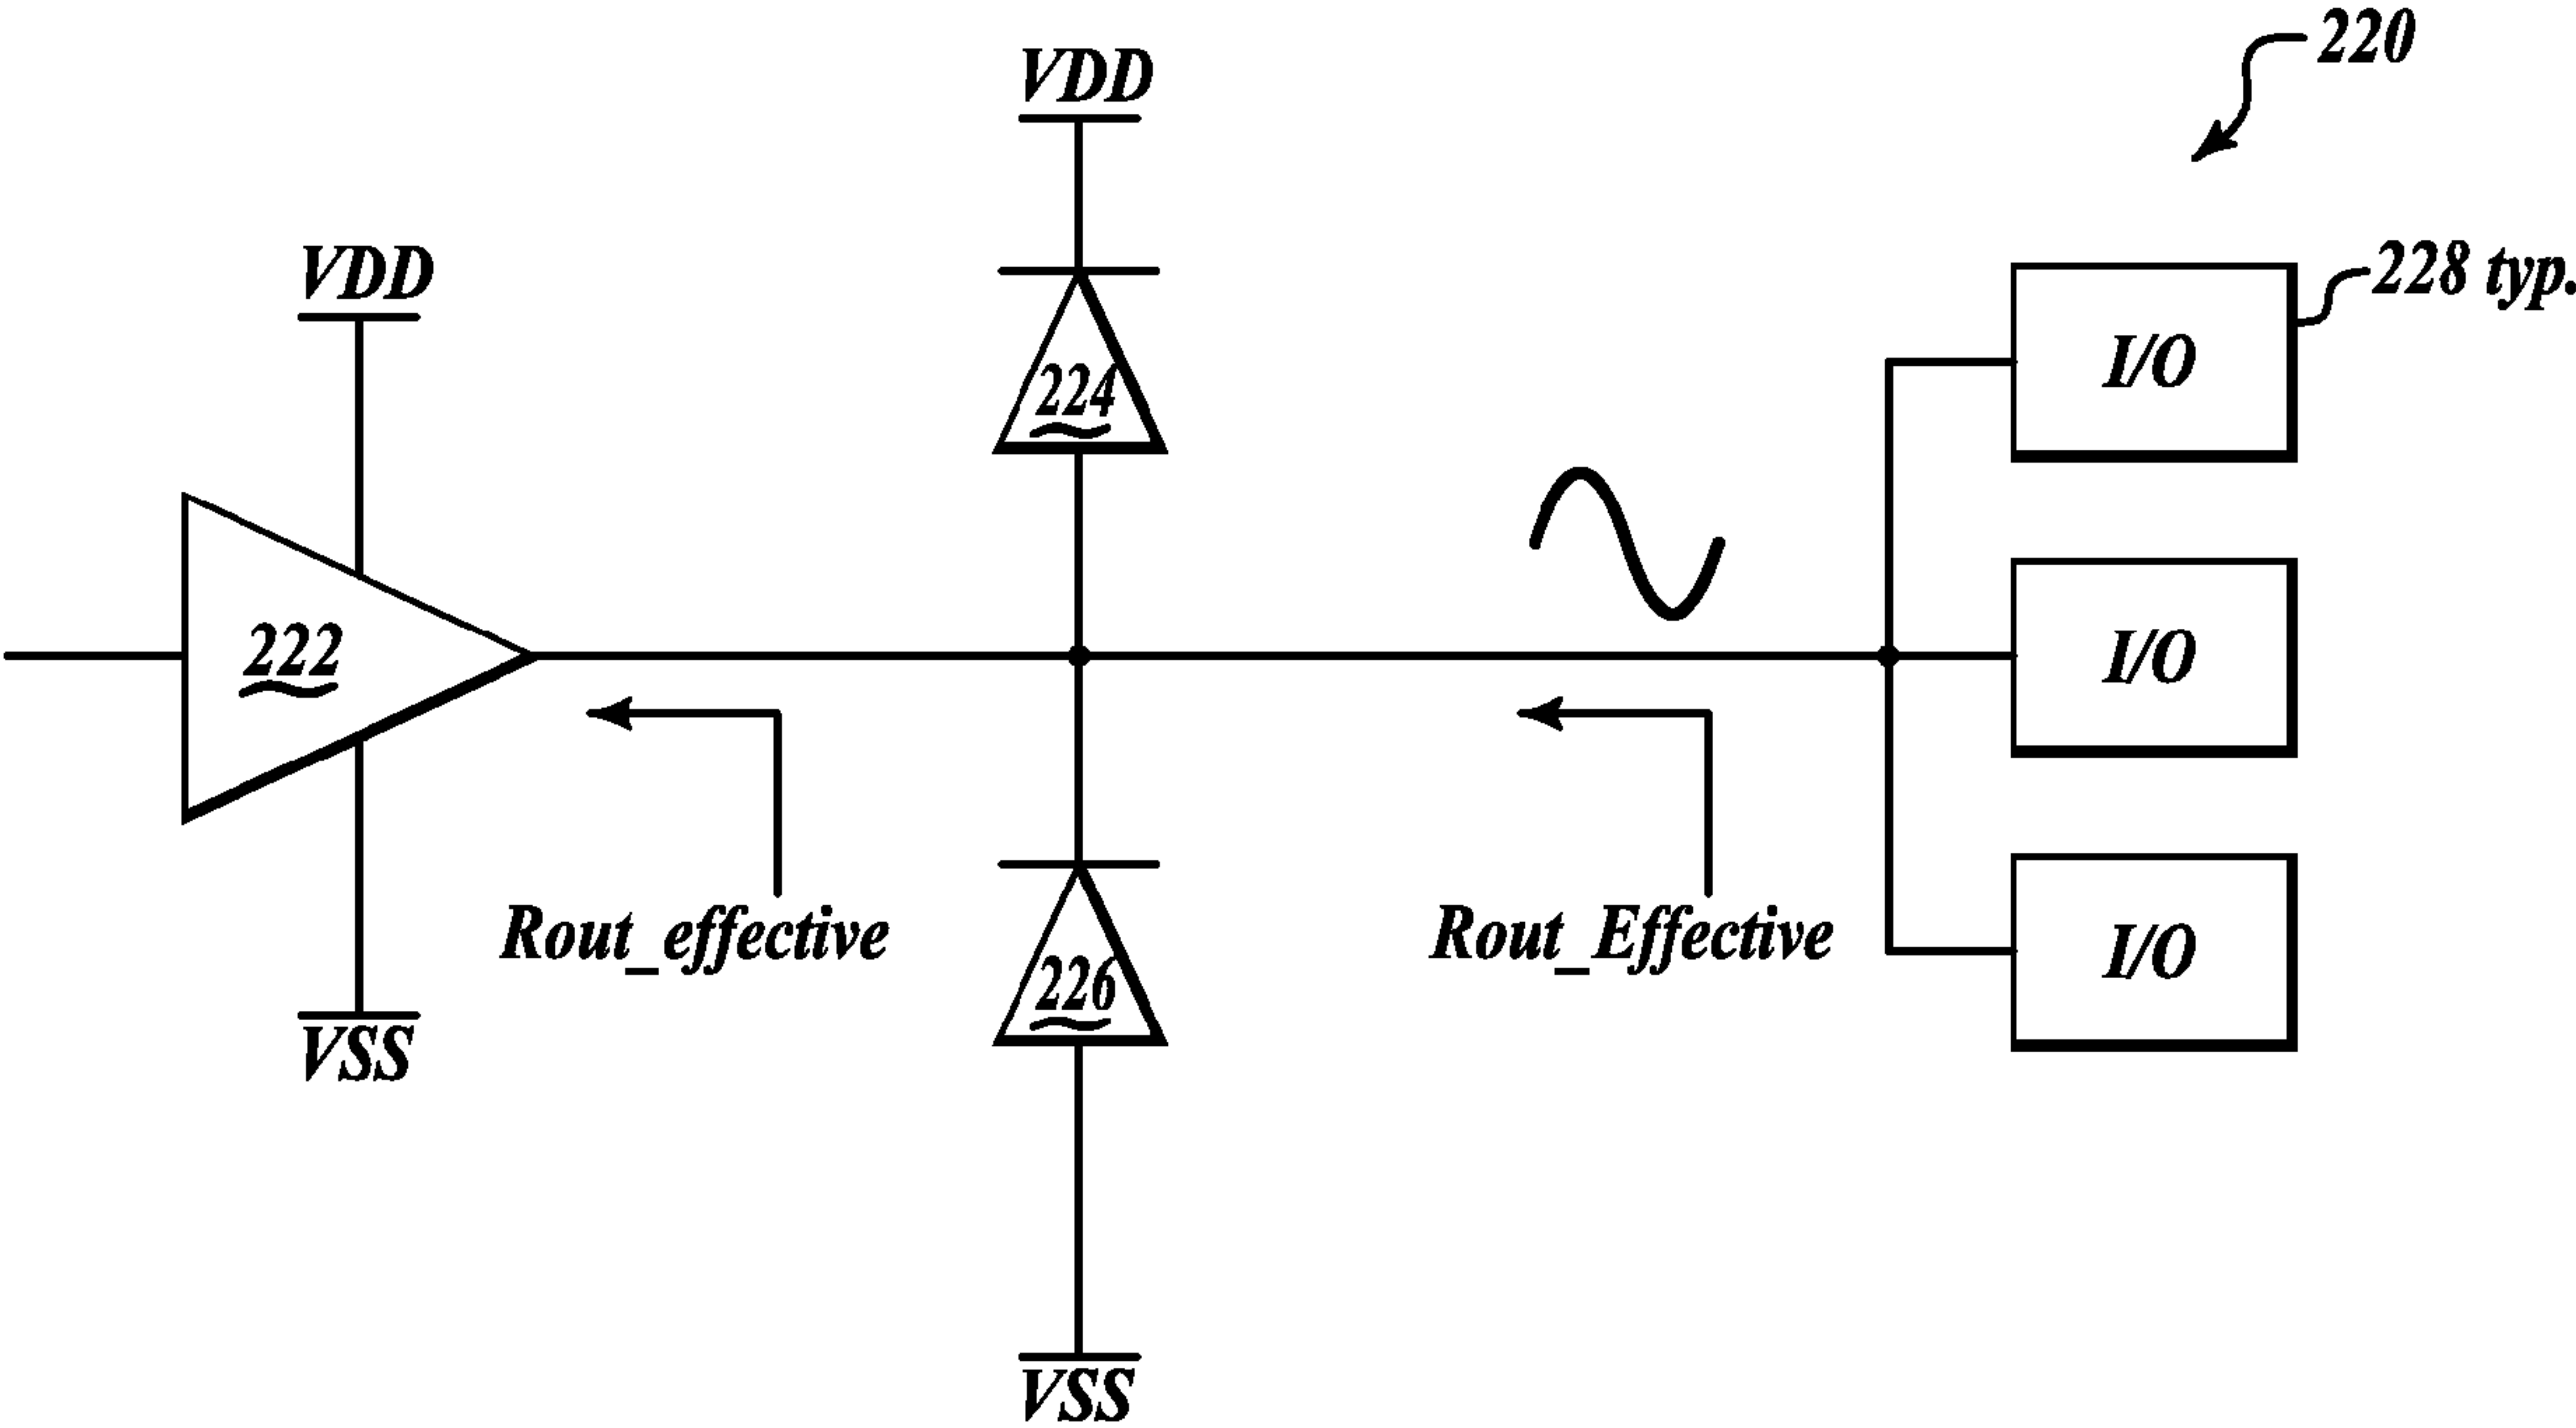 220
VDD
VDD
228 typ.
I/O
224
222
I/O
Rout_effective
Rout_Effective
I/O
226
VSS
VSS